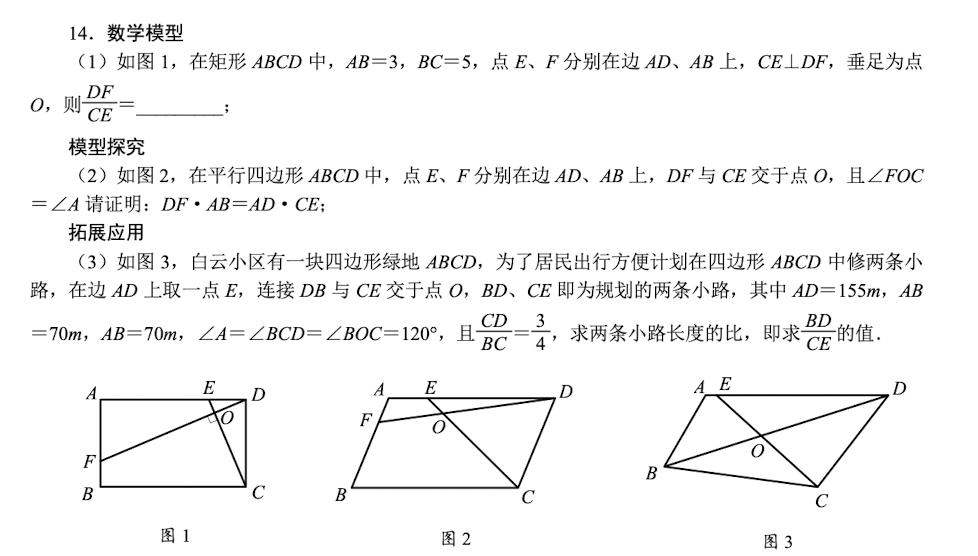 14．数学模型
（1）如图 1，在矩形 ABCD 中，AB=3，BC=5，点 E、F 分别在边 AD、AB 上，CE⊥DF，垂足为点
O，则DF/CE=_________；
模型探究
（2）如图 2，在平行四边形 ABCD 中，点 E、F 分别在边 AD、AB 上，DF 与 CE 交于点 O，且∠FOC
=∠A 请证明：DF·AB=AD·CE；
拓展应用
（3）如图 3，白云小区有一块四边形绿地 ABCD，为了居民出行方便计划在四边形 ABCD 中修两条小
路，在边 AD 上取一点 E，连接 DB 与 CE 交于点 O，BD、CE 即为规划的两条小路，其中 AD=155m，AB
=70m，AB=70m，∠A=∠BCD=∠BOC=120°，且CD/BC=3/4，求两条小路长度的比，即求BD/CE的值．
A E D
O
F
B C
图 1
A E D
F O
B C
图 2
A E D
O
B
C
图 3